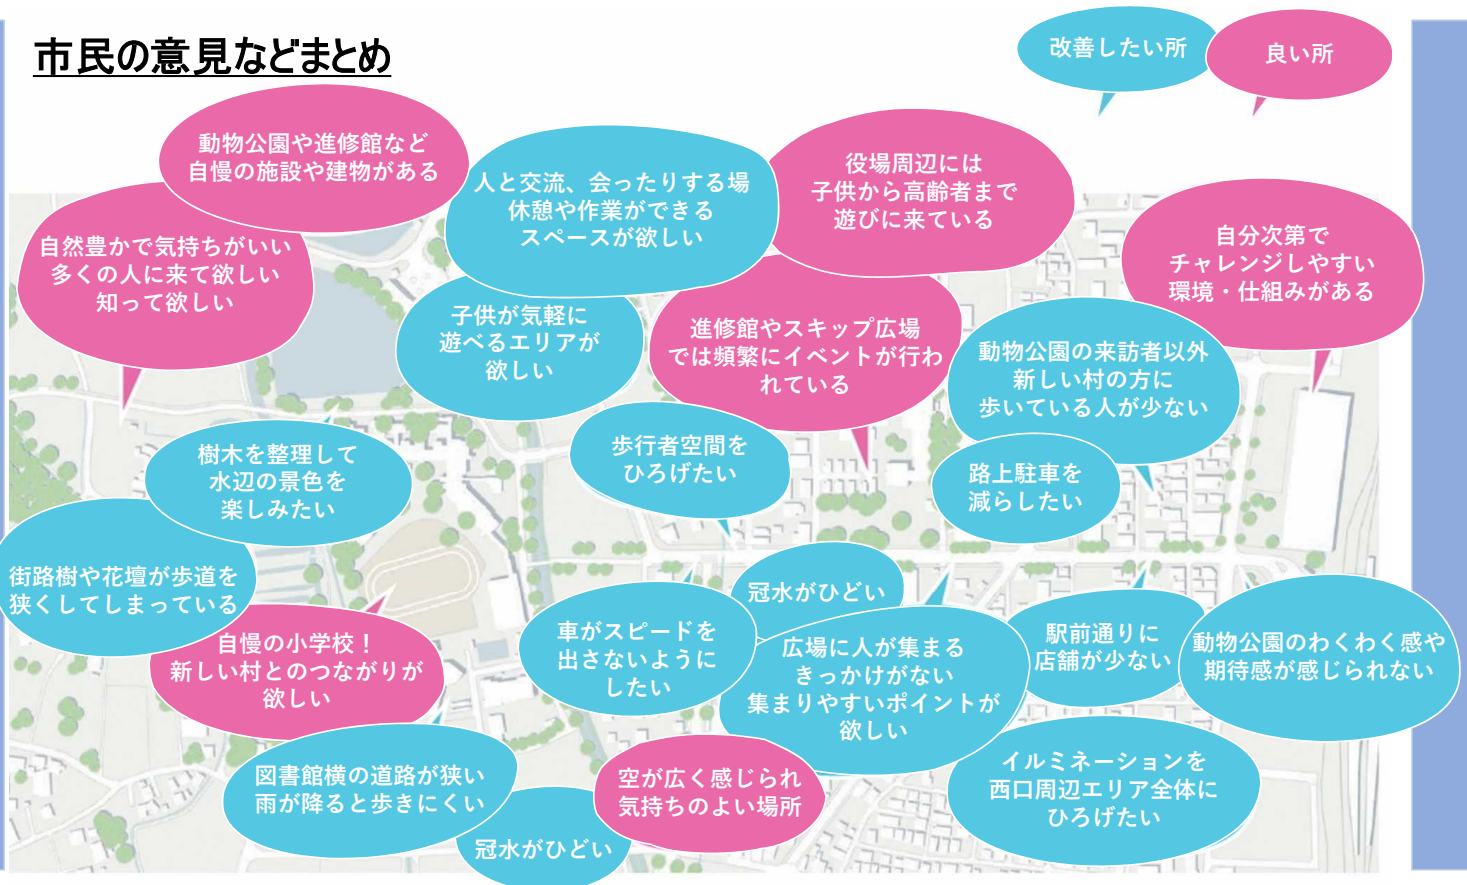 市民の意見などまとめ
改善したい所
良い所
動物公園や進修館など
自慢の施設や建物がある
人と交流、会ったりする場
休憩や作業ができる
スペースが欲しい
役場周辺には
子供から高齢者まで
遊びに来ている
自然豊かで気持ちがいい
多くの人に来て欲しい
知って欲しい
自分次第で
チャレンジしやすい
環境・仕組みがある
子供が気軽に
遊べるエリアが
欲しい
進修館やスキップ広場
では頻繁にイベントが行わ
れている
動物公園の来訪者以外
新しい村の方に
歩いている人が少ない
樹木を整理して
水辺の景色を
楽しみたい
歩行者空間を
ひろげたい
路上駐車を
減らしたい
街路樹や花壇が歩道を
狭くしてしまっている
冠水がひどい
自慢の小学校！
新しい村とのつながりが
欲しい
車がスピードを
出さないように
したい
広場に人が集まる
きっかけがない
集まりやすいポイントが
欲しい
駅前通りに
店舗が少ない
動物公園のわくわく感や
期待感が感じられない
図書館横の道路が狭い
雨が降ると歩きにくい
空が広く感じられ
気持ちのよい場所
イルミネーションを
西口周辺エリア全体に
ひろげたい
冠水がひどい